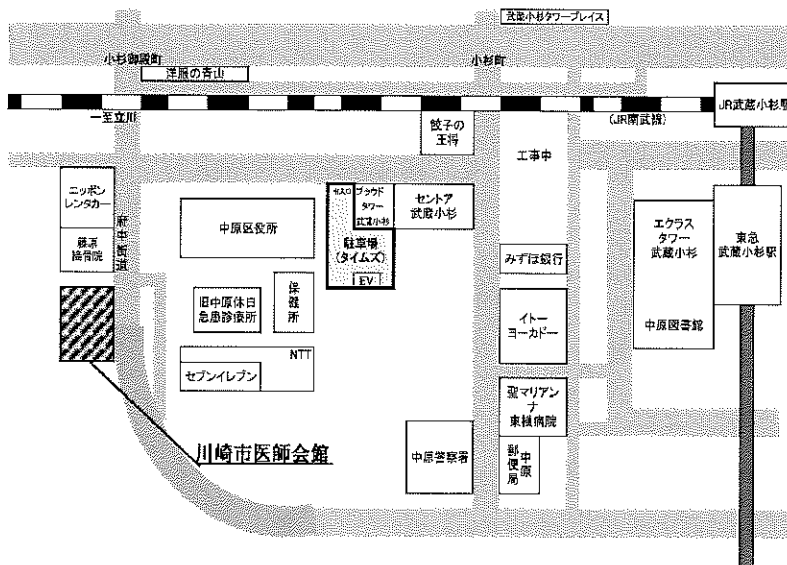 武蔵小杉タワープレイス
小杉御殿町
小杉町
洋服の青山
JR武蔵小杉駅
←至立川
(JR南武線)
餃子の
王将
工事中
ニッポン
レンタカー
藤原
接骨院
府中街道
中原区役所
プラウド
タワー
武蔵小杉
セントア
武蔵小杉
駐車場
(タイムズ)
EV
みずほ銀行
エクラス
タワー
武蔵小杉
中原図書館
東急
武蔵小杉駅
旧中原休日
急患診療所
保健所
イトー
ヨーカドー
NTT
セブンイレブン
聖マリアン
ナ
東横病院
川崎市医師会館
中原警察署
中原
郵便局